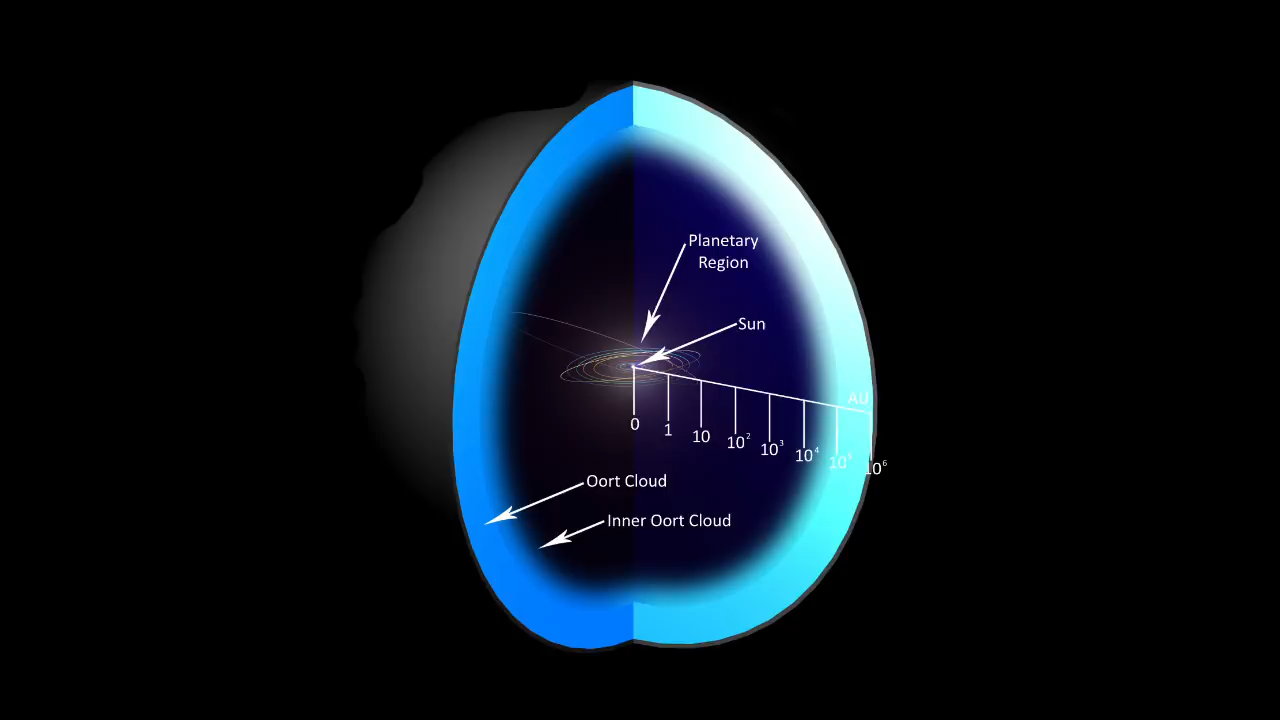 Planetary
Region
Sun
AU
0
1
10
10²
10³
10⁴
10⁵
10⁶
Oort Cloud
Inner Oort Cloud